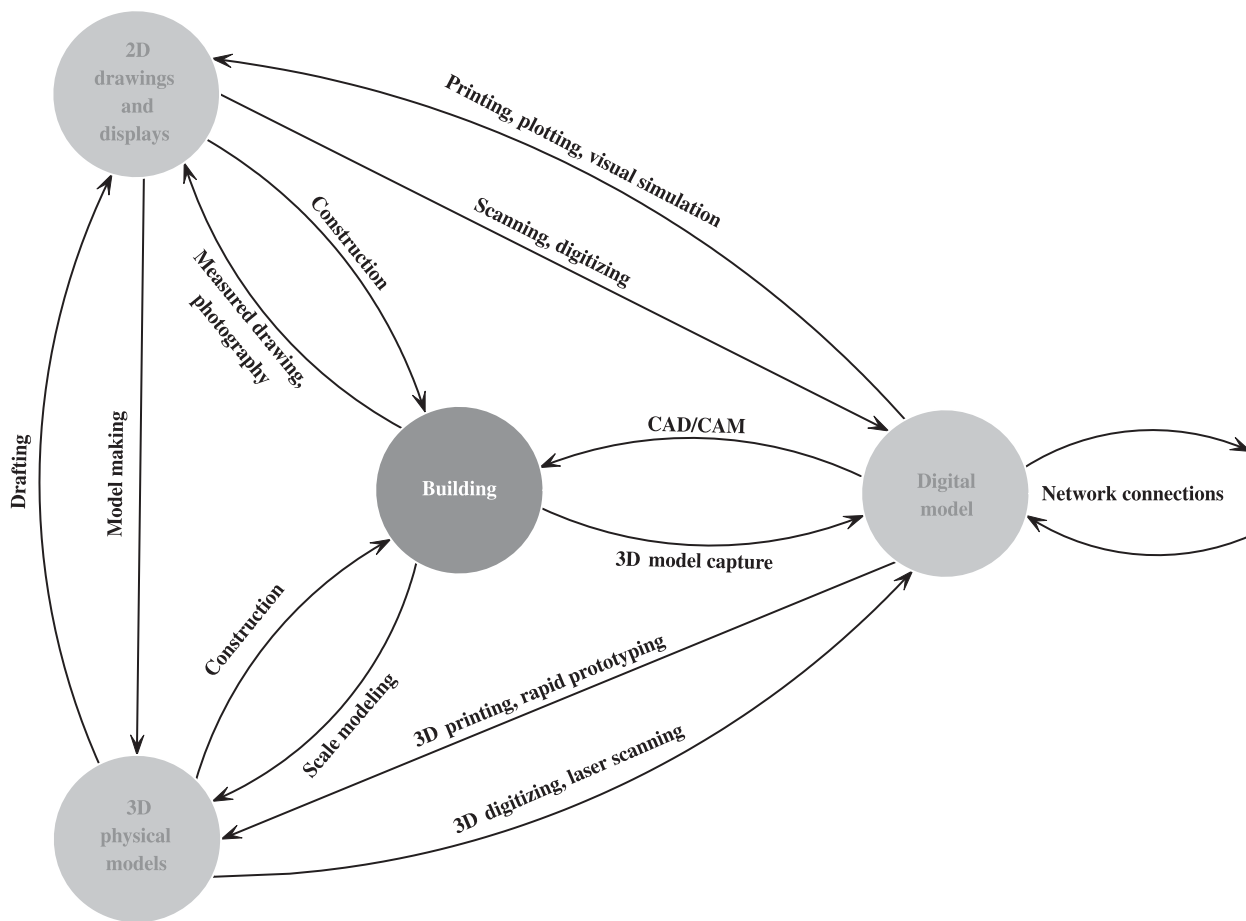 2D
drawings
and
displays
Printing, plotting, visual simulation
Scanning, digitizing
Construction
Measured drawing,
photography
Drafting
Model making
Building
CAD/CAM
3D model capture
Digital
model
Network connections
Construction
Scale modeling
3D printing, rapid prototyping
3D digitizing, laser scanning
3D
physical
models